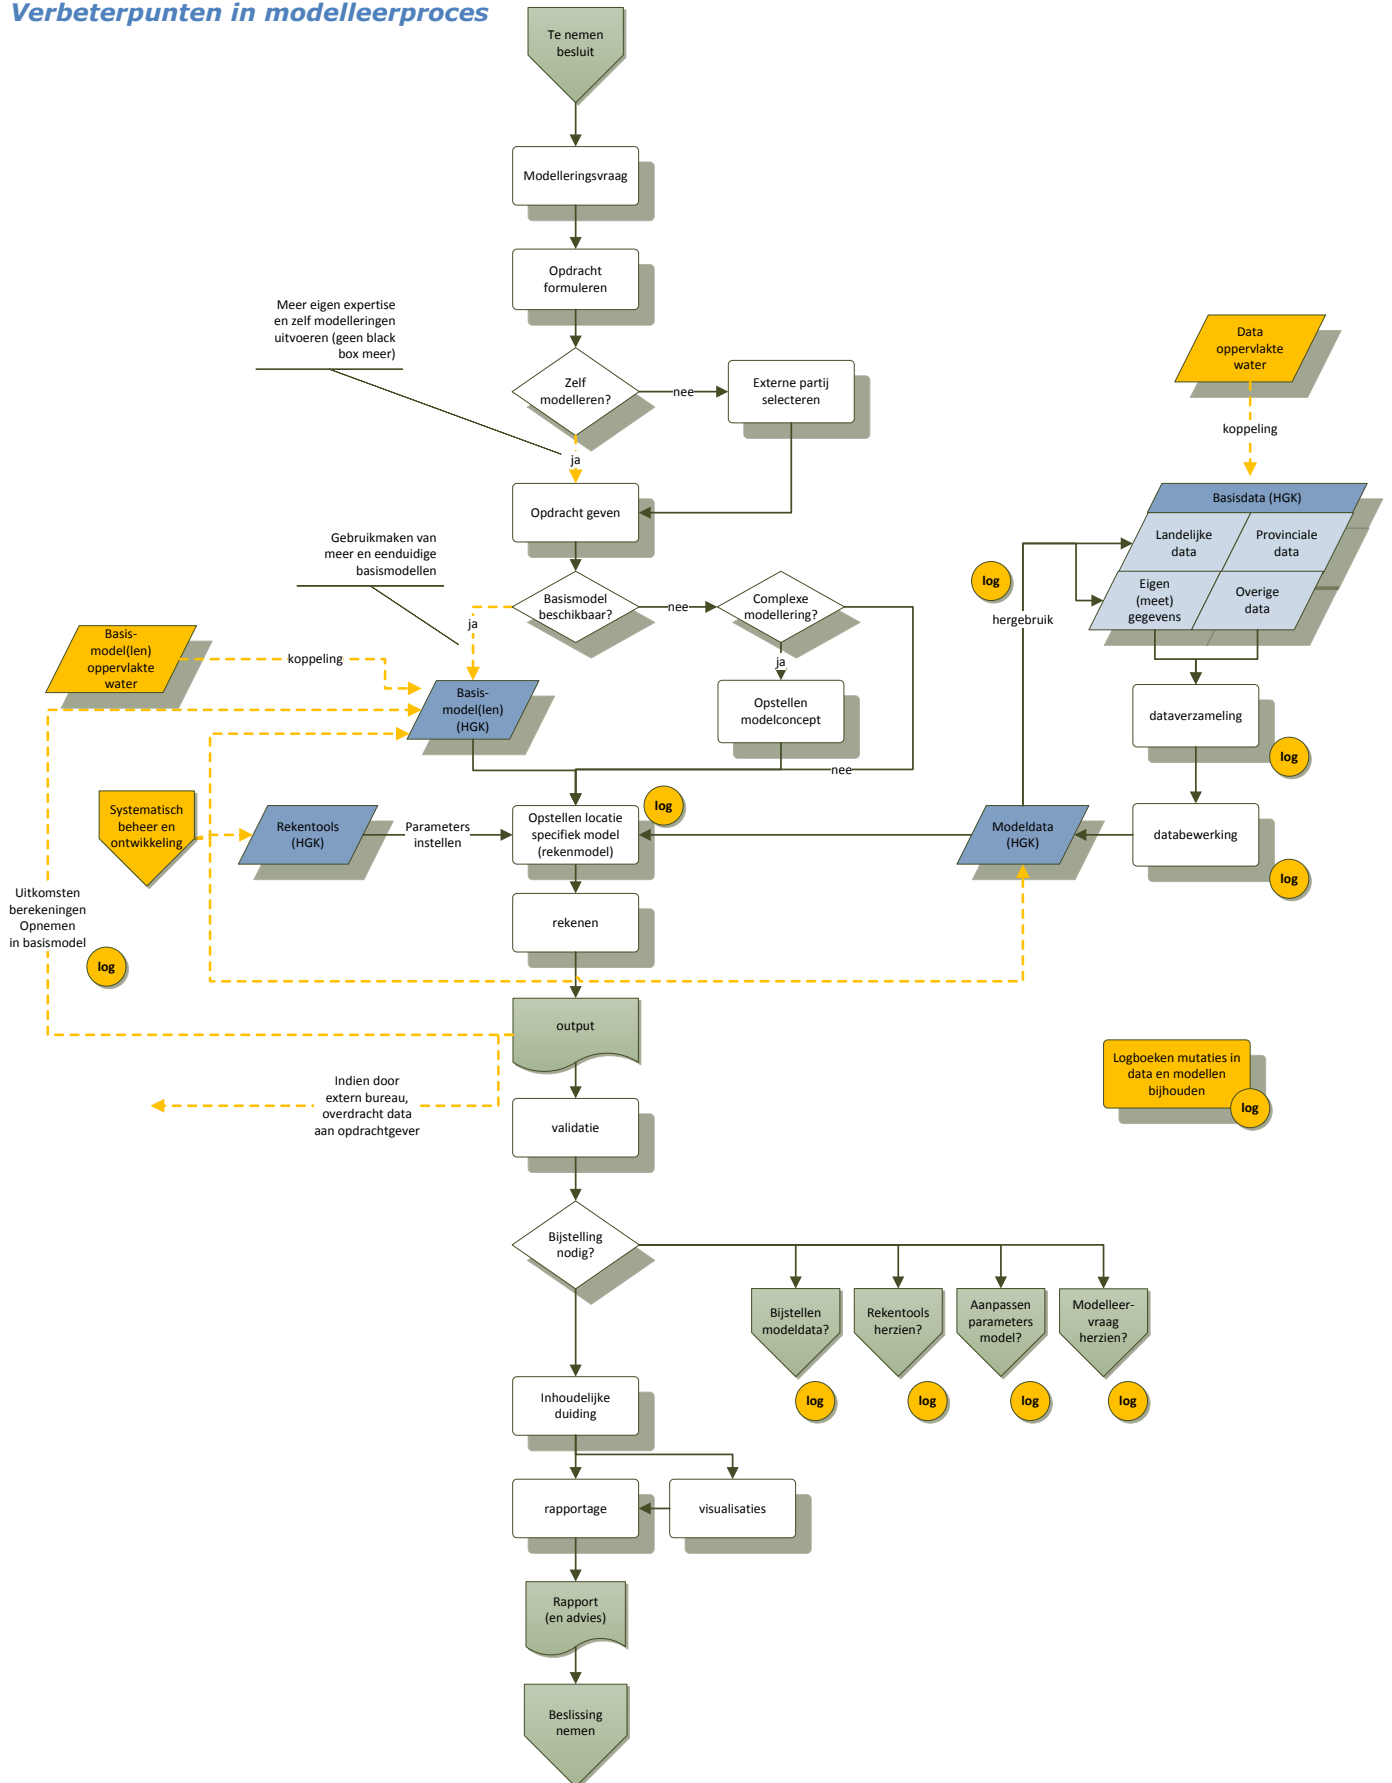 Verbeterpunten in modelleerproces
Te nemen
besluit
Modelleringsvraag
Opdracht
formuleren
Meer eigen expertise
en zelf modelleringen
uitvoeren (geen black
box meer)
Zelf
modelleren?
nee
Externe partij
selecteren
ja
Data
oppervlakte
water
koppeling
Opdracht geven
Basisdata (HGK)
Landelijke
data
Provinciale
data
Eigen
(meet)
gegevens
Overige
data
log
hergebruik
Gebruikmaken van
meer en eenduidige
basismodellen
Basismodel
beschikbaar?
nee
Complexe
modellering?
ja
ja
nee
Basis-
model(len)
oppervlakte
water
koppeling
Basis-
model(len)
(HGK)
Opstellen
modelconcept
dataverzameling
log
Systematisch
beheer en
ontwikkeling
Rekentools
(HGK)
Parameters
instellen
Opstellen locatie
specifiek model
(rekenmodel)
log
Modeldata
(HGK)
databewerking
log
Uitkomsten
berekeningen
Opnemen
in basismodel
log
rekenen
output
Indien door
extern bureau,
overdracht data
aan opdrachtgever
Logboeken mutaties in
data en modellen
bijhouden
log
validatie
Bijstelling
nodig?
Bijstellen
modeldata?
Rekentools
herzien?
Aanpassen
parameters
model?
Modelleer-
vraag
herzien?
log
log
log
log
Inhoudelijke
duiding
rapportage
visualisaties
Rapport
(en advies)
Beslissing
nemen